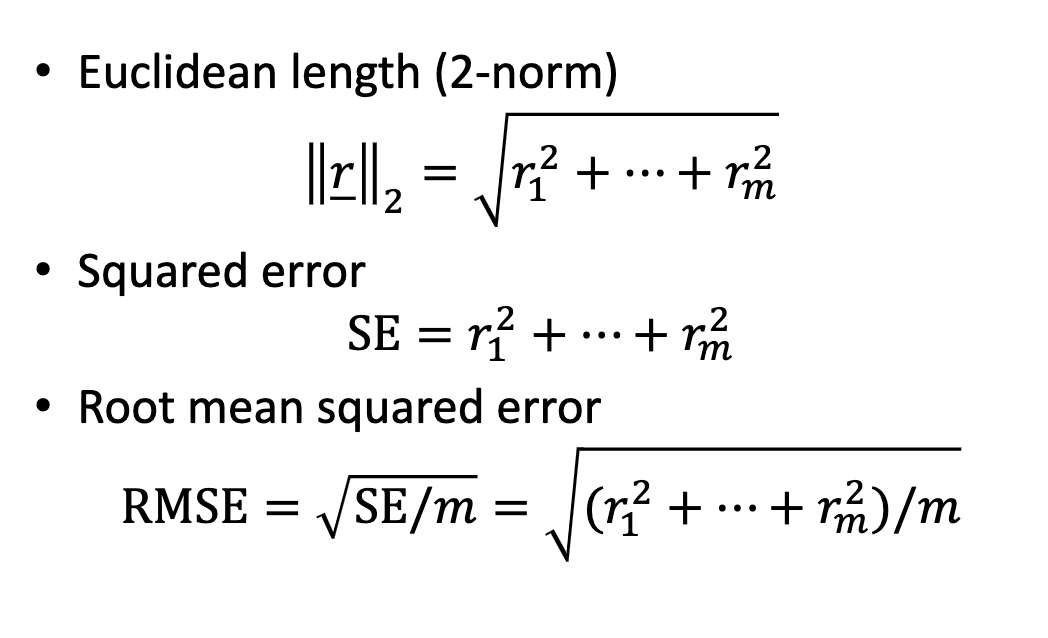 • Euclidean length (2-norm)
‖r̲‖₂ = √(r₁² + ⋯ + rₘ²)
• Squared error
SE = r₁² + ⋯ + rₘ²
• Root mean squared error
RMSE = √(SE/m) = √((r₁² + ⋯ + rₘ²)/m)